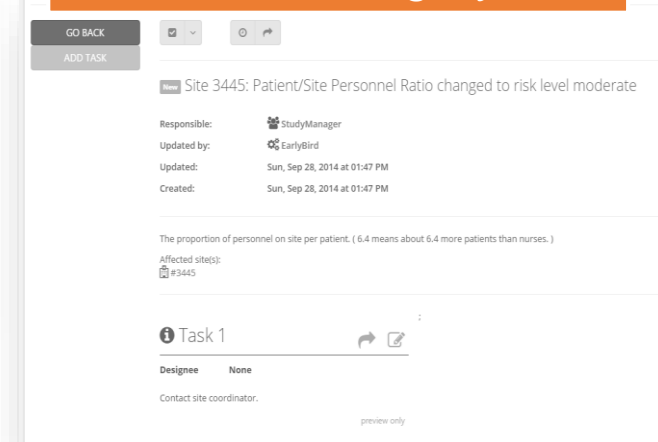 GO BACK
ADD TASK
New Site 3445: Patient/Site Personnel Ratio changed to risk level moderate
Responsible: StudyManager
Updated by: EarlyBird
Updated: Sun, Sep 28, 2014 at 01:47 PM
Created: Sun, Sep 28, 2014 at 01:47 PM
The proportion of personnel on site per patient. ( 6.4 means about 6.4 more patients than nurses. )
Affected site(s):
#3445
;
Task 1
Designee None
Contact site coordinator.
preview only